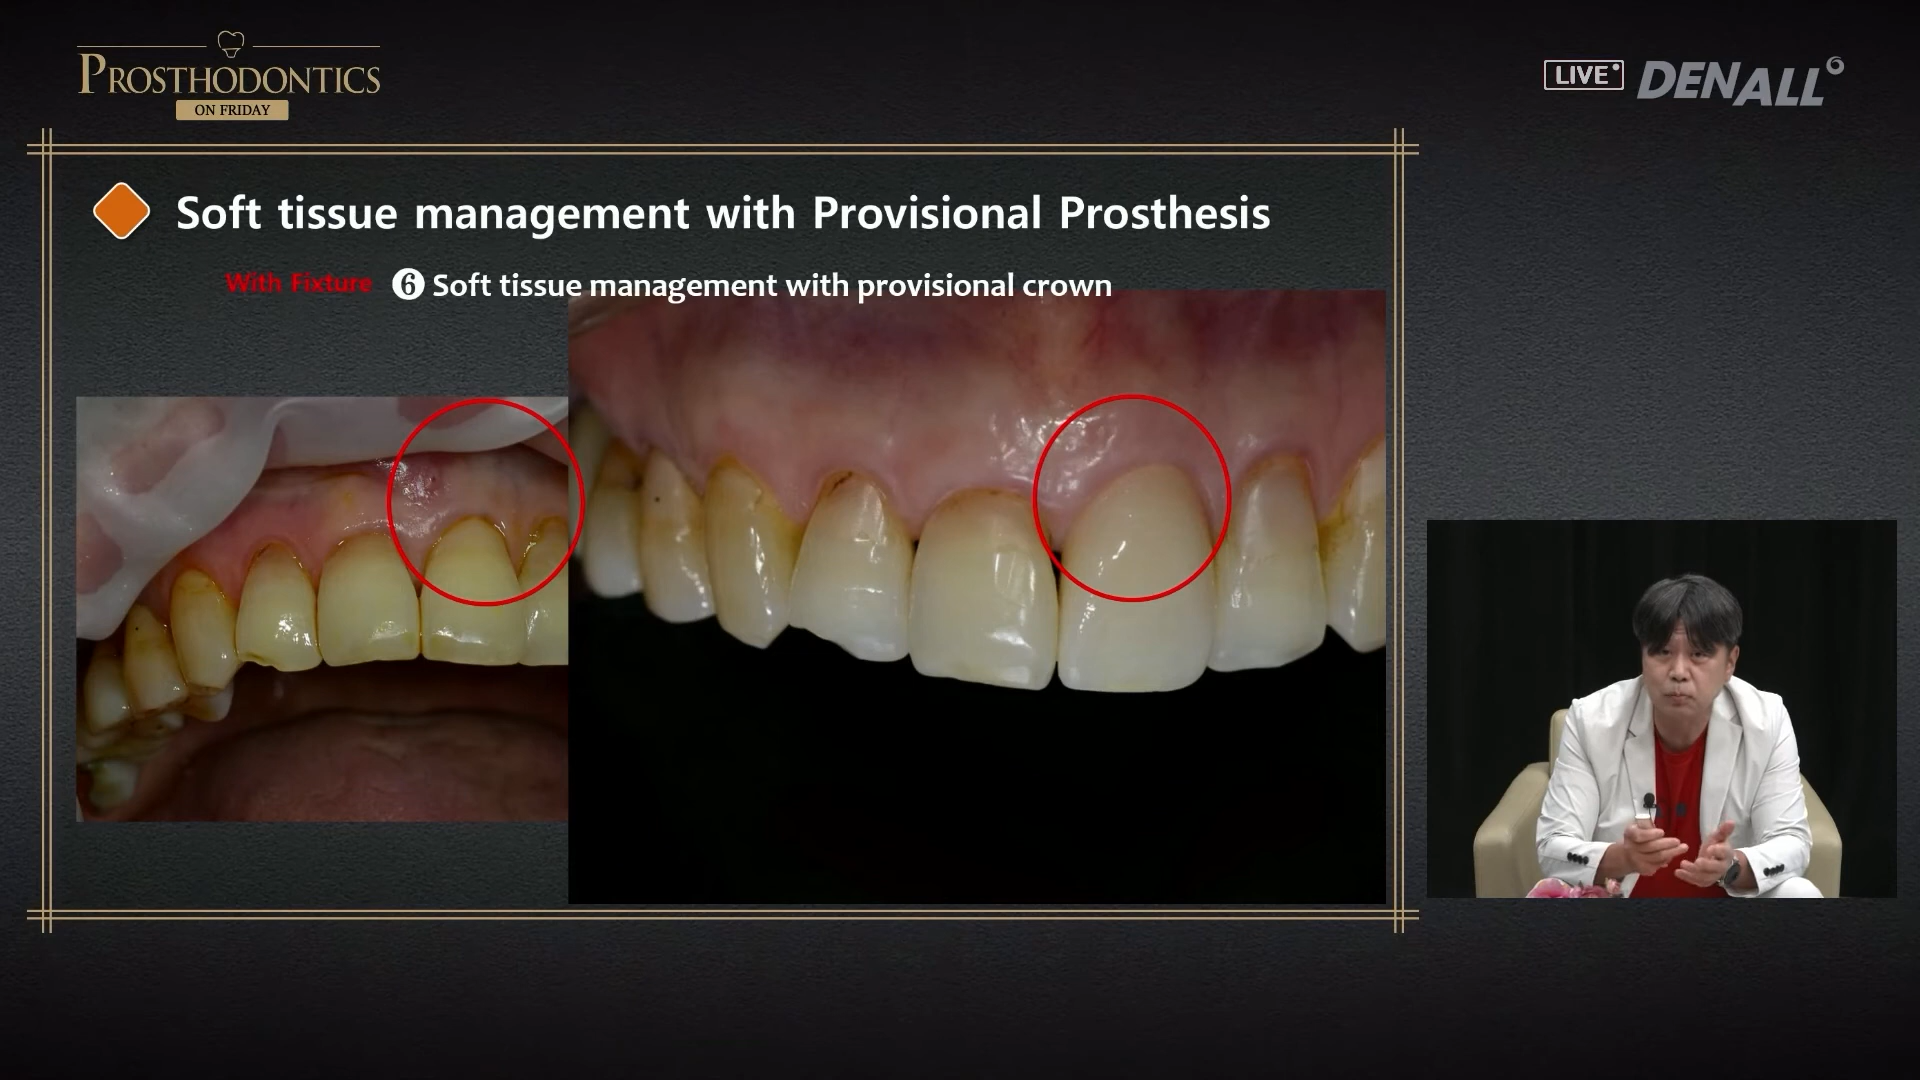 PROSTHODONTICS
ON FRIDAY
LIVE
DENALL
Soft tissue management with Provisional Prosthesis
With Fixture ❻ Soft tissue management with provisional crown